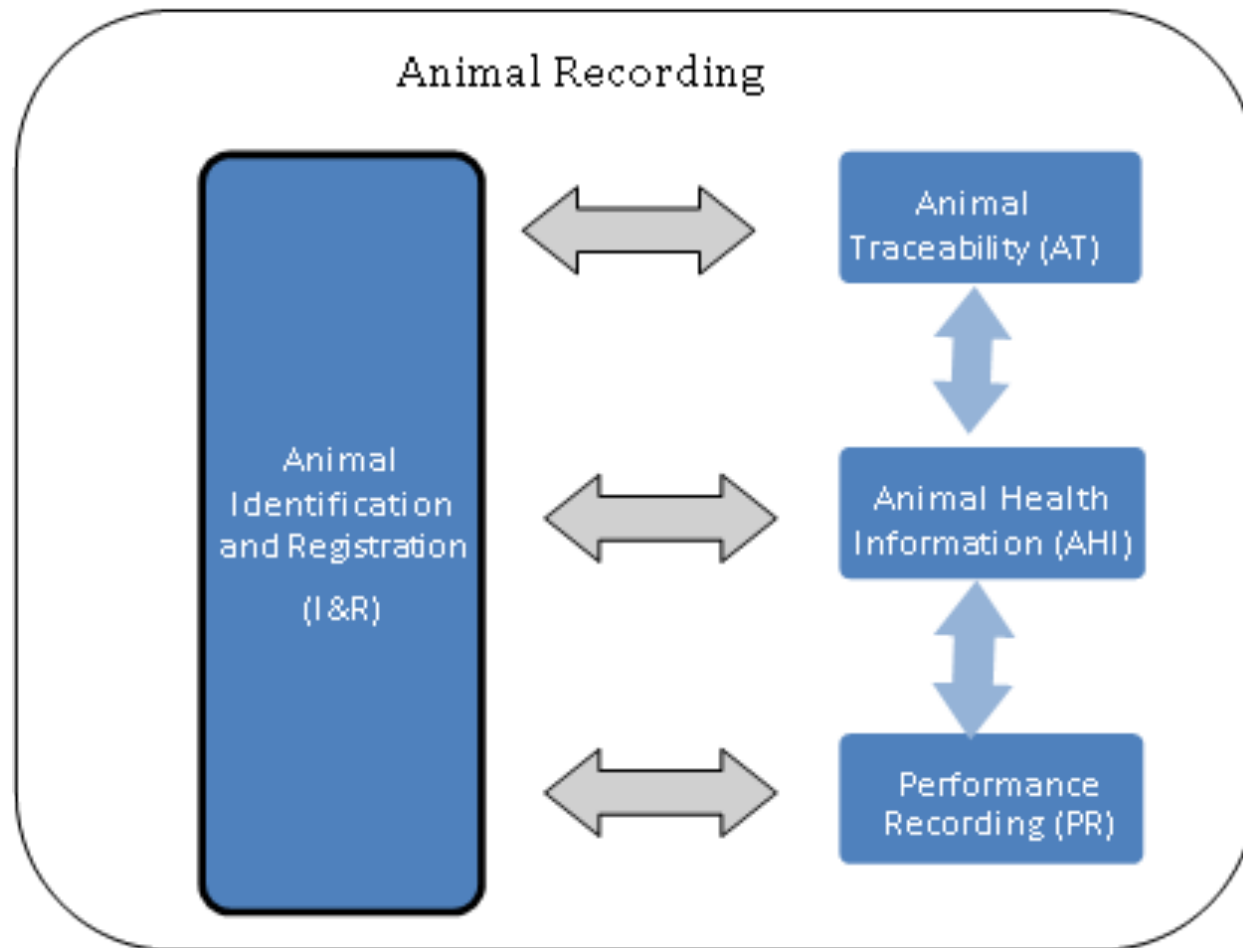 Animal Recording
Animal
Traceability (AT)
Animal
Identification
and Registration
(I&R)
Animal Health
Information (AHI)
Performance
Recording (PR)